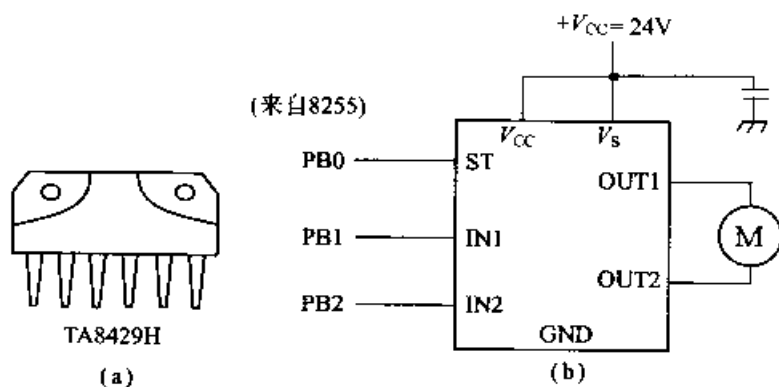 +VCC= 24V
(来自8255)
VCC VS
PB0 ST
OUT1
PB1 IN1
M
OUT2
PB2 IN2
GND
TA8429H
(a) (b)